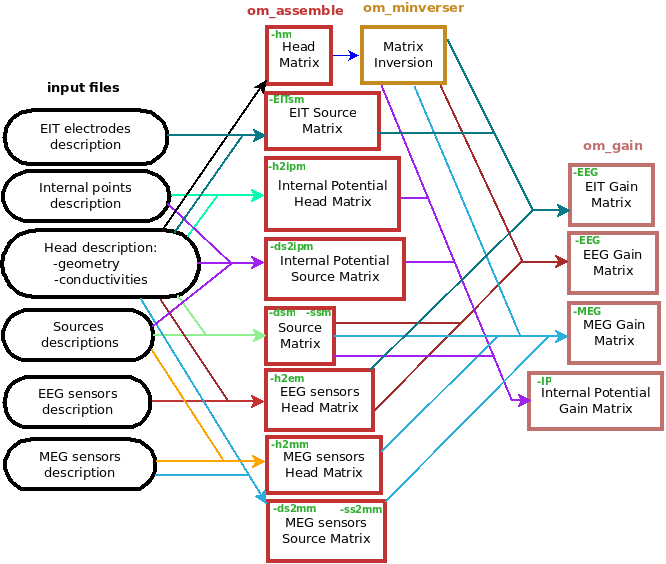 om_assemble
om_minverser
-hm
Head
Matrix
Matrix
Inversion
input files
-EITsm
EIT Source
Matrix
EIT electrodes
description
om_gain
-h2ipm
Internal Potential
Head Matrix
Internal points
description
-EEG
EIT Gain
Matrix
Head description:
-geometry
-conductivities
-ds2ipm
Internal Potential
Source Matrix
-EEG
EEG Gain
Matrix
Sources
descriptions
-dsm -ssm
Source
Matrix
-MEG
MEG Gain
Matrix
EEG sensors
description
-h2em
EEG sensors
Head Matrix
-IP
Internal Potential
Gain Matrix
MEG sensors
description
-h2mm
MEG sensors
Head Matrix
-ds2mm -ss2mm
MEG sensors
Source Matrix